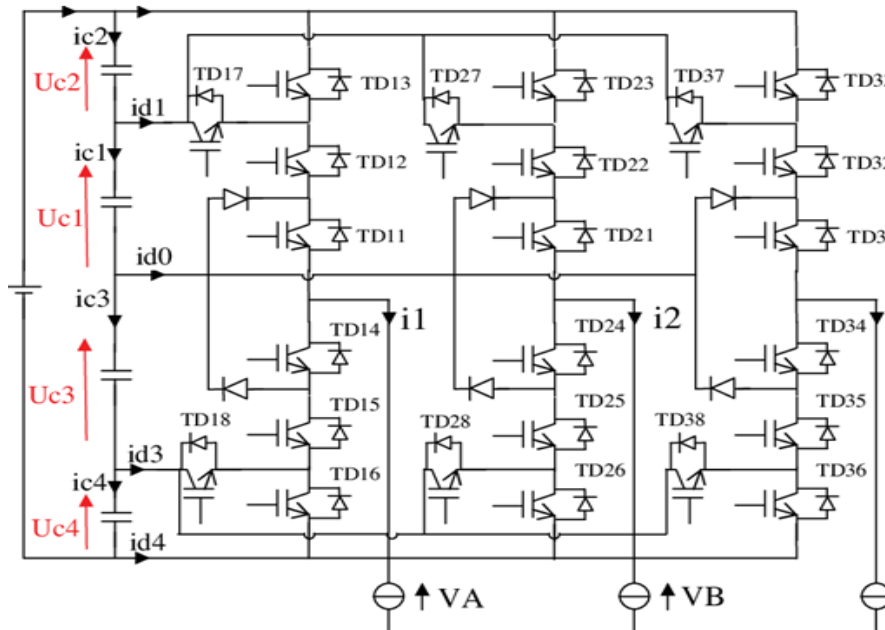 ic2
Uc2
TD17
TD13
TD27
TD23
TD37
id1
ic1
TD12
TD22
Uc1
TD11
TD21
id0
ic3
i1
i2
TD14
TD24
TD34
Uc3
TD15
TD25
TD35
TD18
TD28
TD38
id3
ic4
TD16
TD26
TD36
Uc4
id4
VA
VB